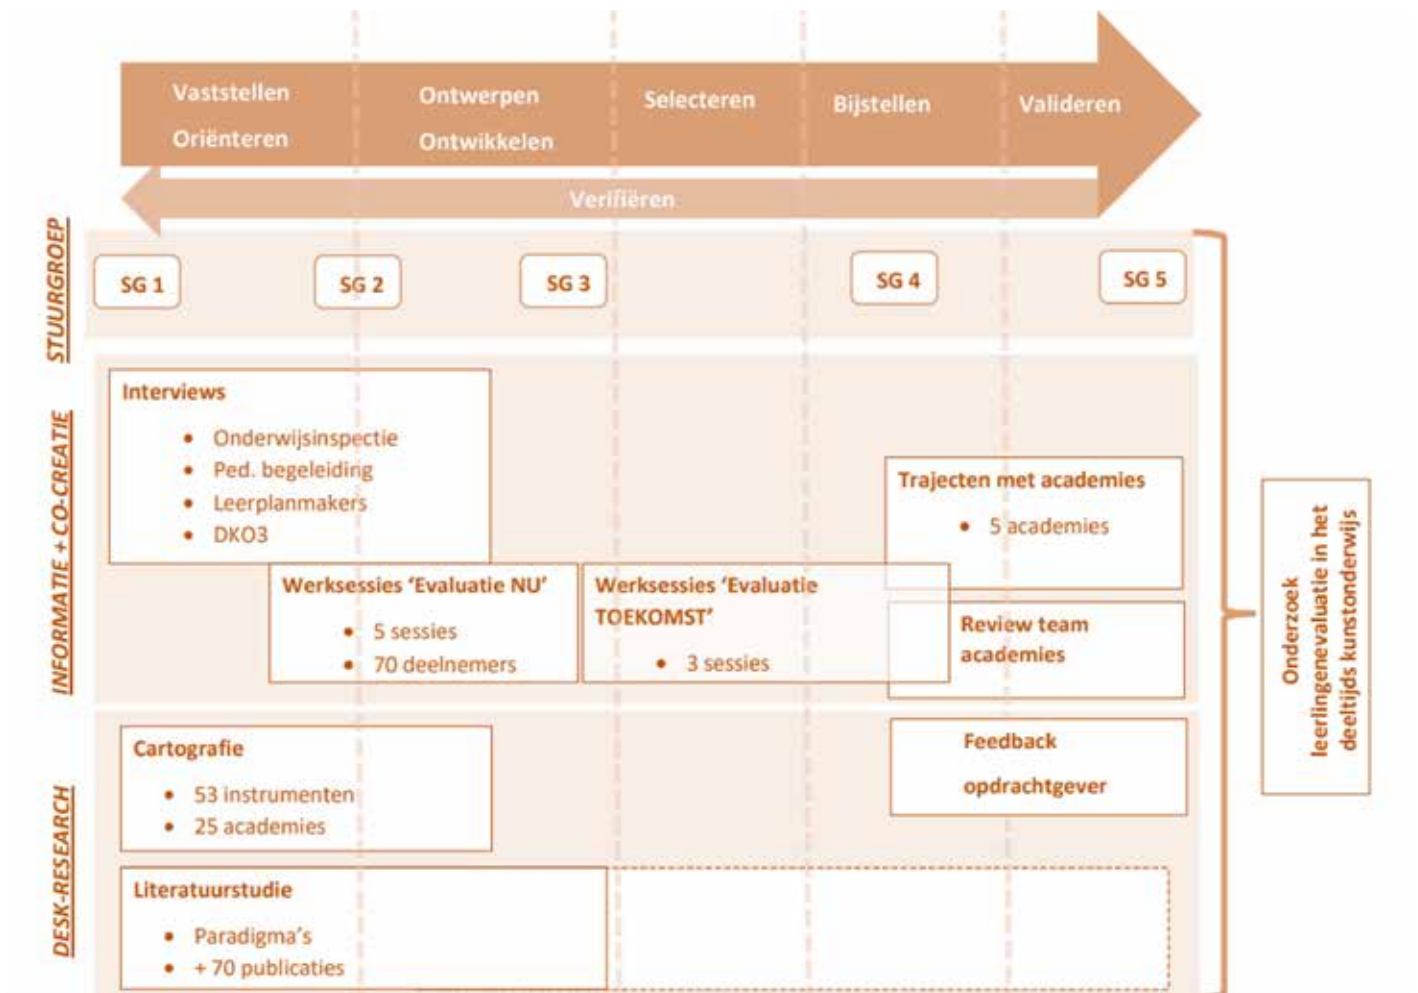 Vaststellen
Oriënteren
Ontwerpen
Ontwikkelen
Selecteren
Bijstellen
Valideren
Verifiëren
STUURGROEP
SG 1
SG 2
SG 3
SG 4
SG 5
INFORMATIE + CO-CREATIE
Interviews
• Onderwijsinspectie
• Ped. begeleiding
• Leerplanmakers
• DKO3
Werksessies ‘Evaluatie NU’
• 5 sessies
• 70 deelnemers
Werksessies ‘Evaluatie
TOEKOMST’
• 3 sessies
Trajecten met academies
• 5 academies
Review team
academies
DESK-RESEARCH
Cartografie
• 53 instrumenten
• 25 academies
Feedback
opdrachtgever
Literatuurstudie
• Paradigma’s
• + 70 publicaties
Onderzoek
leerlingenevaluatie in het
deeltijds kunstonderwijs